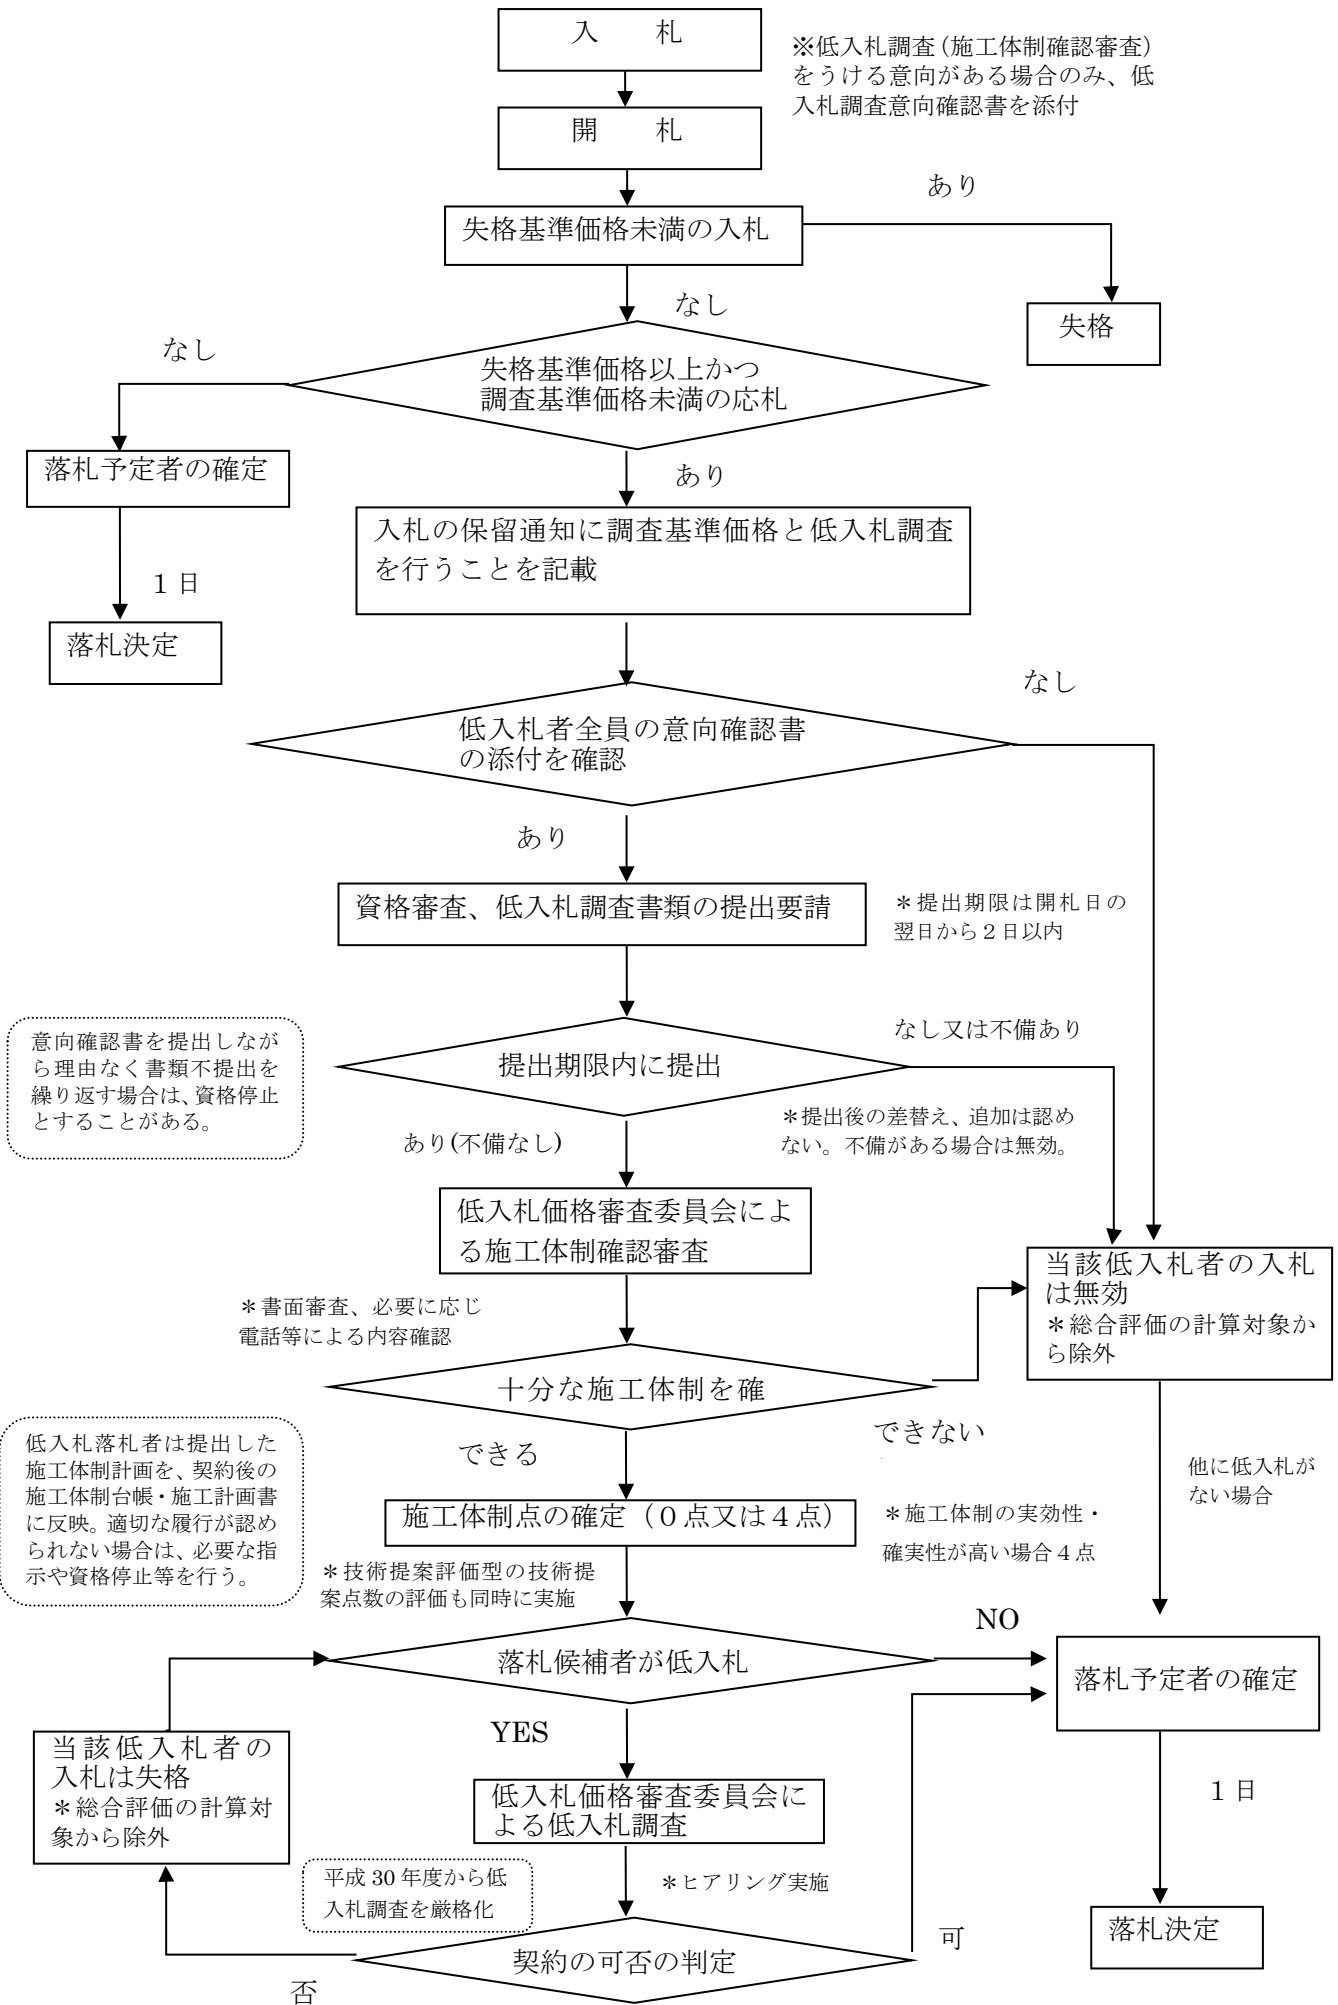 入　札
※低入札調査（施工体制確認審査）
をうける意向がある場合のみ、低
入札調査意向確認書を添付
開　札
あり
失格基準価格未満の入札
なし
失格
なし
失格基準価格以上かつ
調査基準価格未満の応札
落札予定者の確定
あり
入札の保留通知に調査基準価格と低入札調査
を行うことを記載
１日
落札決定
なし
低入札者全員の意向確認書
の添付を確認
あり
資格審査、低入札調査書類の提出要請
＊提出期限は開札日の
翌日から２日以内
意向確認書を提出しなが
ら理由なく書類不提出を
繰り返す場合は、資格停止
とすることがある。
なし又は不備あり
提出期限内に提出
＊提出後の差替え、追加は認め
ない。不備がある場合は無効。
あり(不備なし)
低入札価格審査委員会によ
る施工体制確認審査
当該低入札者の入札
は無効
＊総合評価の計算対象か
ら除外
＊書面審査、必要に応じ
電話等による内容確認
十分な施工体制を確
できない
できる
低入札落札者は提出した
施工体制計画を、契約後の
施工体制台帳・施工計画書
に反映。適切な履行が認め
られない場合は、必要な指
示や資格停止等を行う。
他に低入札が
ない場合
施工体制点の確定（０点又は４点）
＊施工体制の実効性・
確実性が高い場合４点
＊技術提案評価型の技術提
案点数の評価も同時に実施
NO
落札候補者が低入札
落札予定者の確定
YES
当該低入札者の
入札は失格
＊総合評価の計算対
象から除外
低入札価格審査委員会に
よる低入札調査
１日
平成 30 年度から低
入札調査を厳格化
＊ヒアリング実施
落札決定
可
契約の可否の判定
否